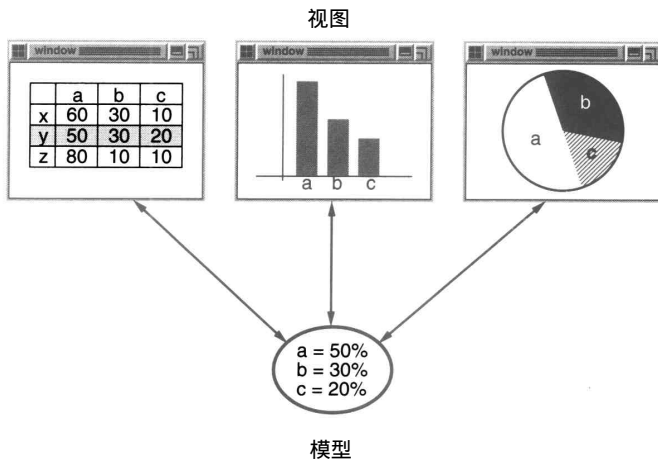 视图
window
a b c
x 60 30 10
y 50 30 20
z 80 10 10
window
a b c
window
a
b
c
a = 50%
b = 30%
c = 20%
模型